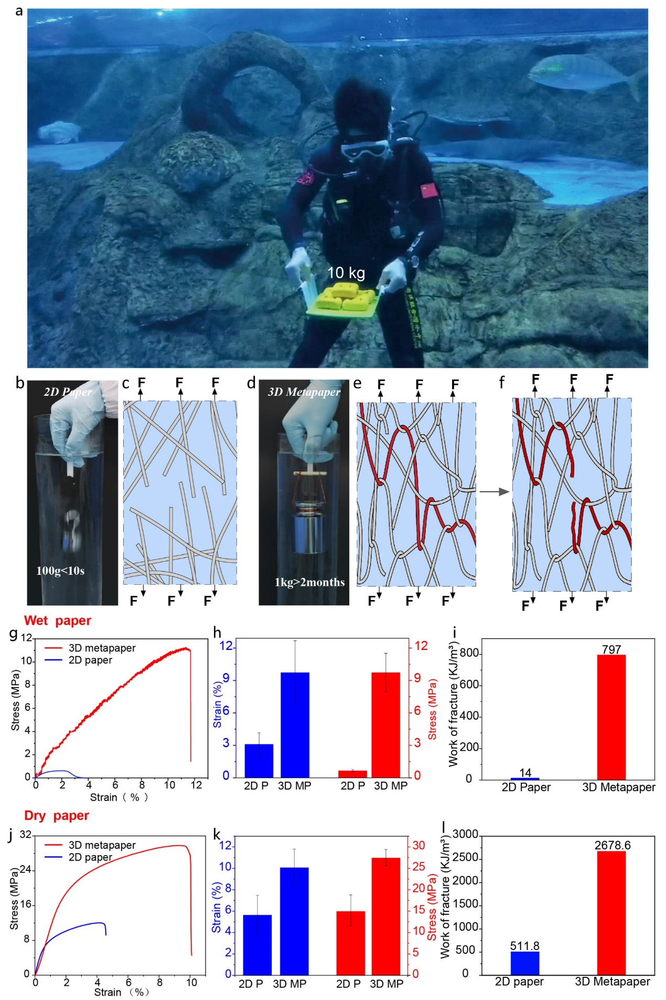 a
10 kg
b
2D Paper
100g<10s
c
F F F
F F F
d
3D Metapaper
1kg>2months
e
F F F
F F F
f
F F F
F F F
Wet paper
g
12
10
8
6
4
2
0
Stress (MPa)
3D metapaper
2D paper
0 2 4 6 8 10 12
Strain ( % )
h
12
9
6
3
0
Strain (%)
12
9
6
3
0
Stress (MPa)
2D P 3D MP 2D P 3D MP
i
800
600
400
200
0
Work of fracture (KJ/m³)
797
14
2D Paper 3D Metapaper
Dry paper
j
32
24
16
8
0
Stress (MPa)
3D metapaper
2D paper
0 2 4 6 8 10
Strain (%)
k
12
10
8
6
4
2
0
Strain (%)
30
25
20
15
10
5
0
Stress (MPa)
2D P 3D MP 2D P 3D MP
l
3000
2500
2000
1500
1000
500
0
Work of fracture (KJ/m³)
2678.6
511.8
2D paper 3D Metapaper